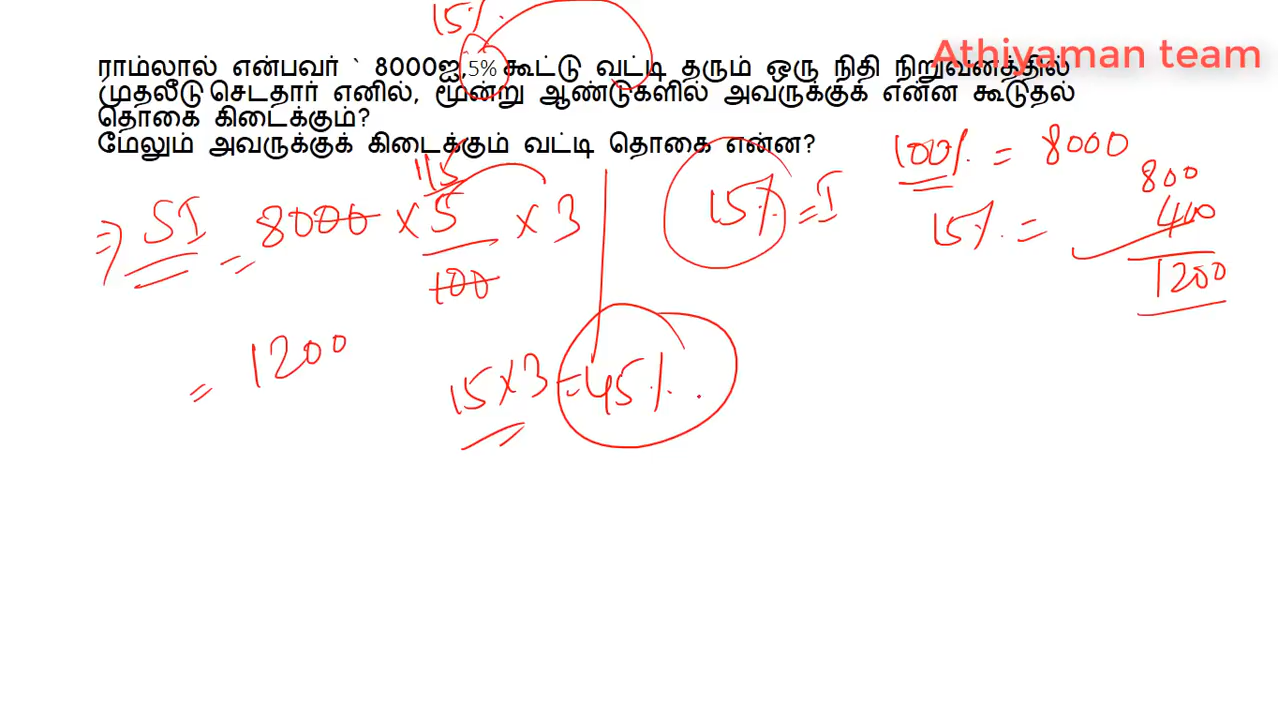 15%.
Athiyaman team
ராம்லால் என்பவர் ` 8000ஐ,5% கூட்டு வட்டி தரும் ஒரு நிதி நிறுவனத்தில்
முதலீடு செடதார் எனில், மூன்று ஆண்டுகளில் அவருக்குக் என்ன கூடுதல்
தொகை கிடைக்கும்?
மேலும் அவருக்குக் கிடைக்கும் வட்டி தொகை என்ன?
100% = 8000
⇒ SI = 8000 × 5/100 × 3
15% = I
800
15% =
400
1200
= 1200
15×3 = 45%.